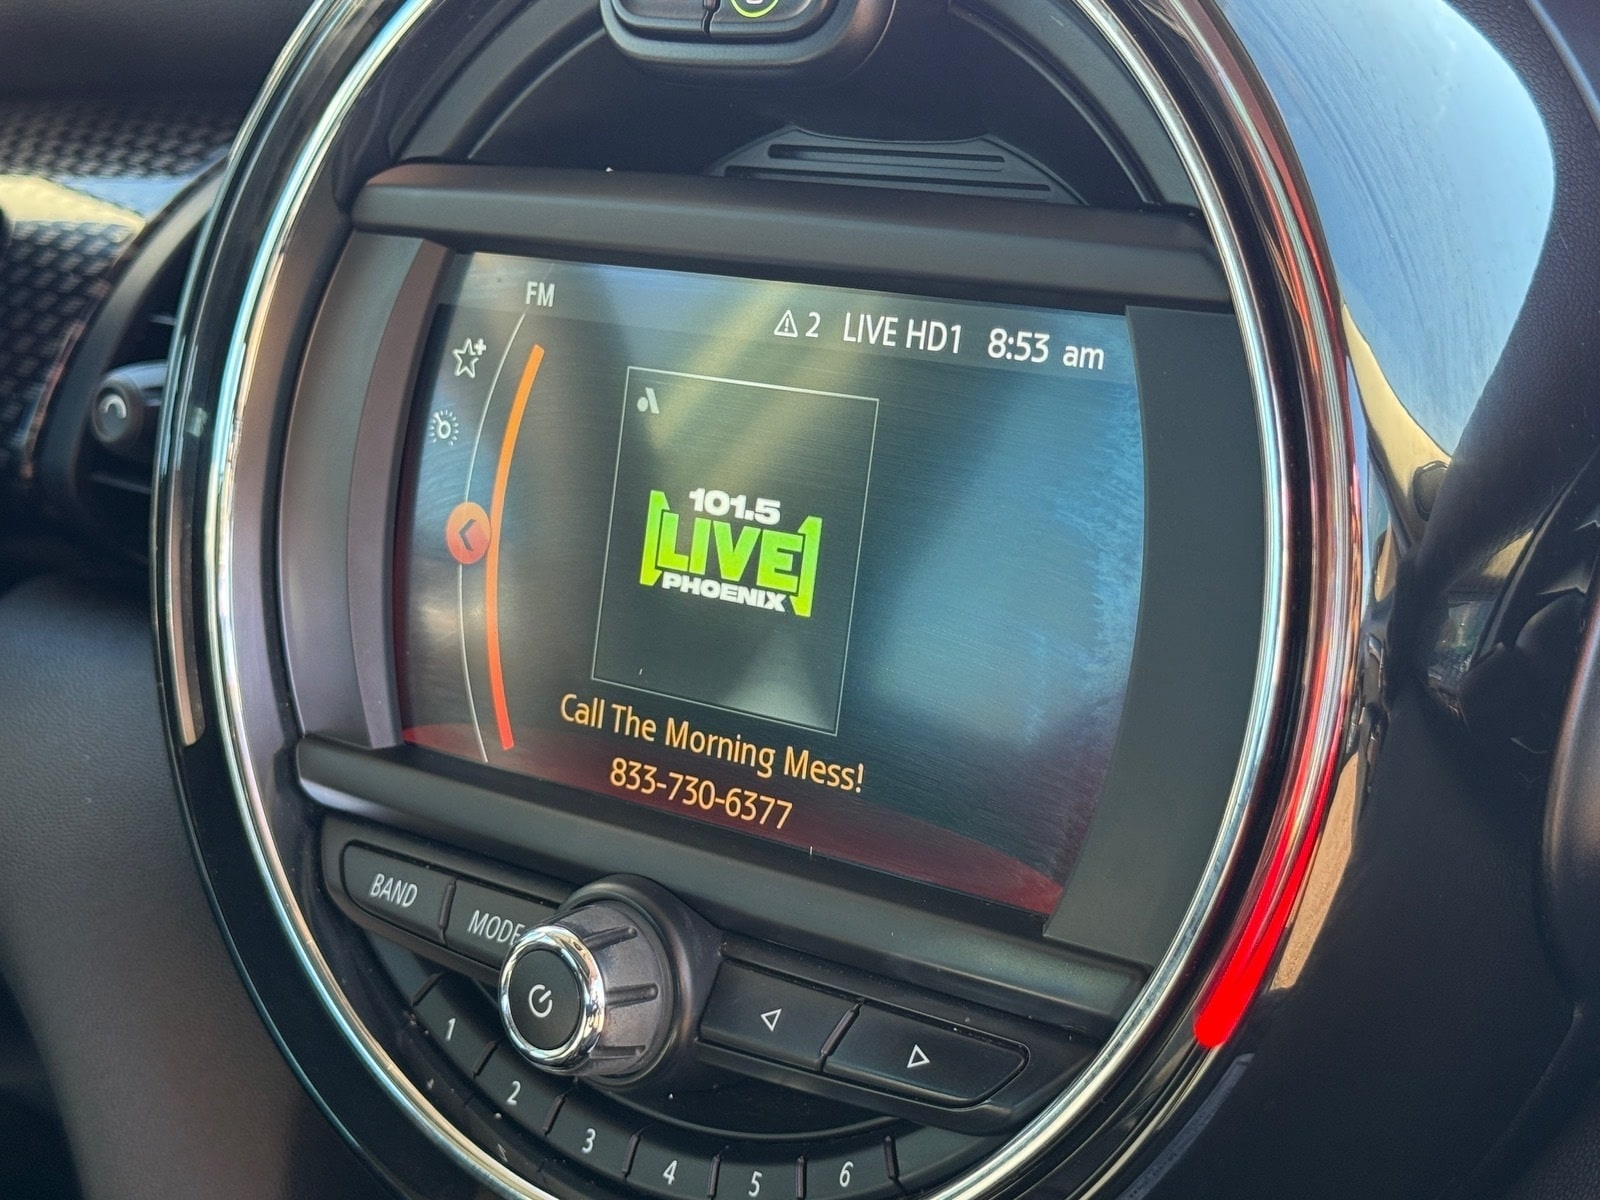 FM
2 LIVE HD1 8:53 am
101.5
LIVE
PHOENIX
Call The Morning Mess!
833-730-6377
BAND
MODE
1
2
3
4
5
6